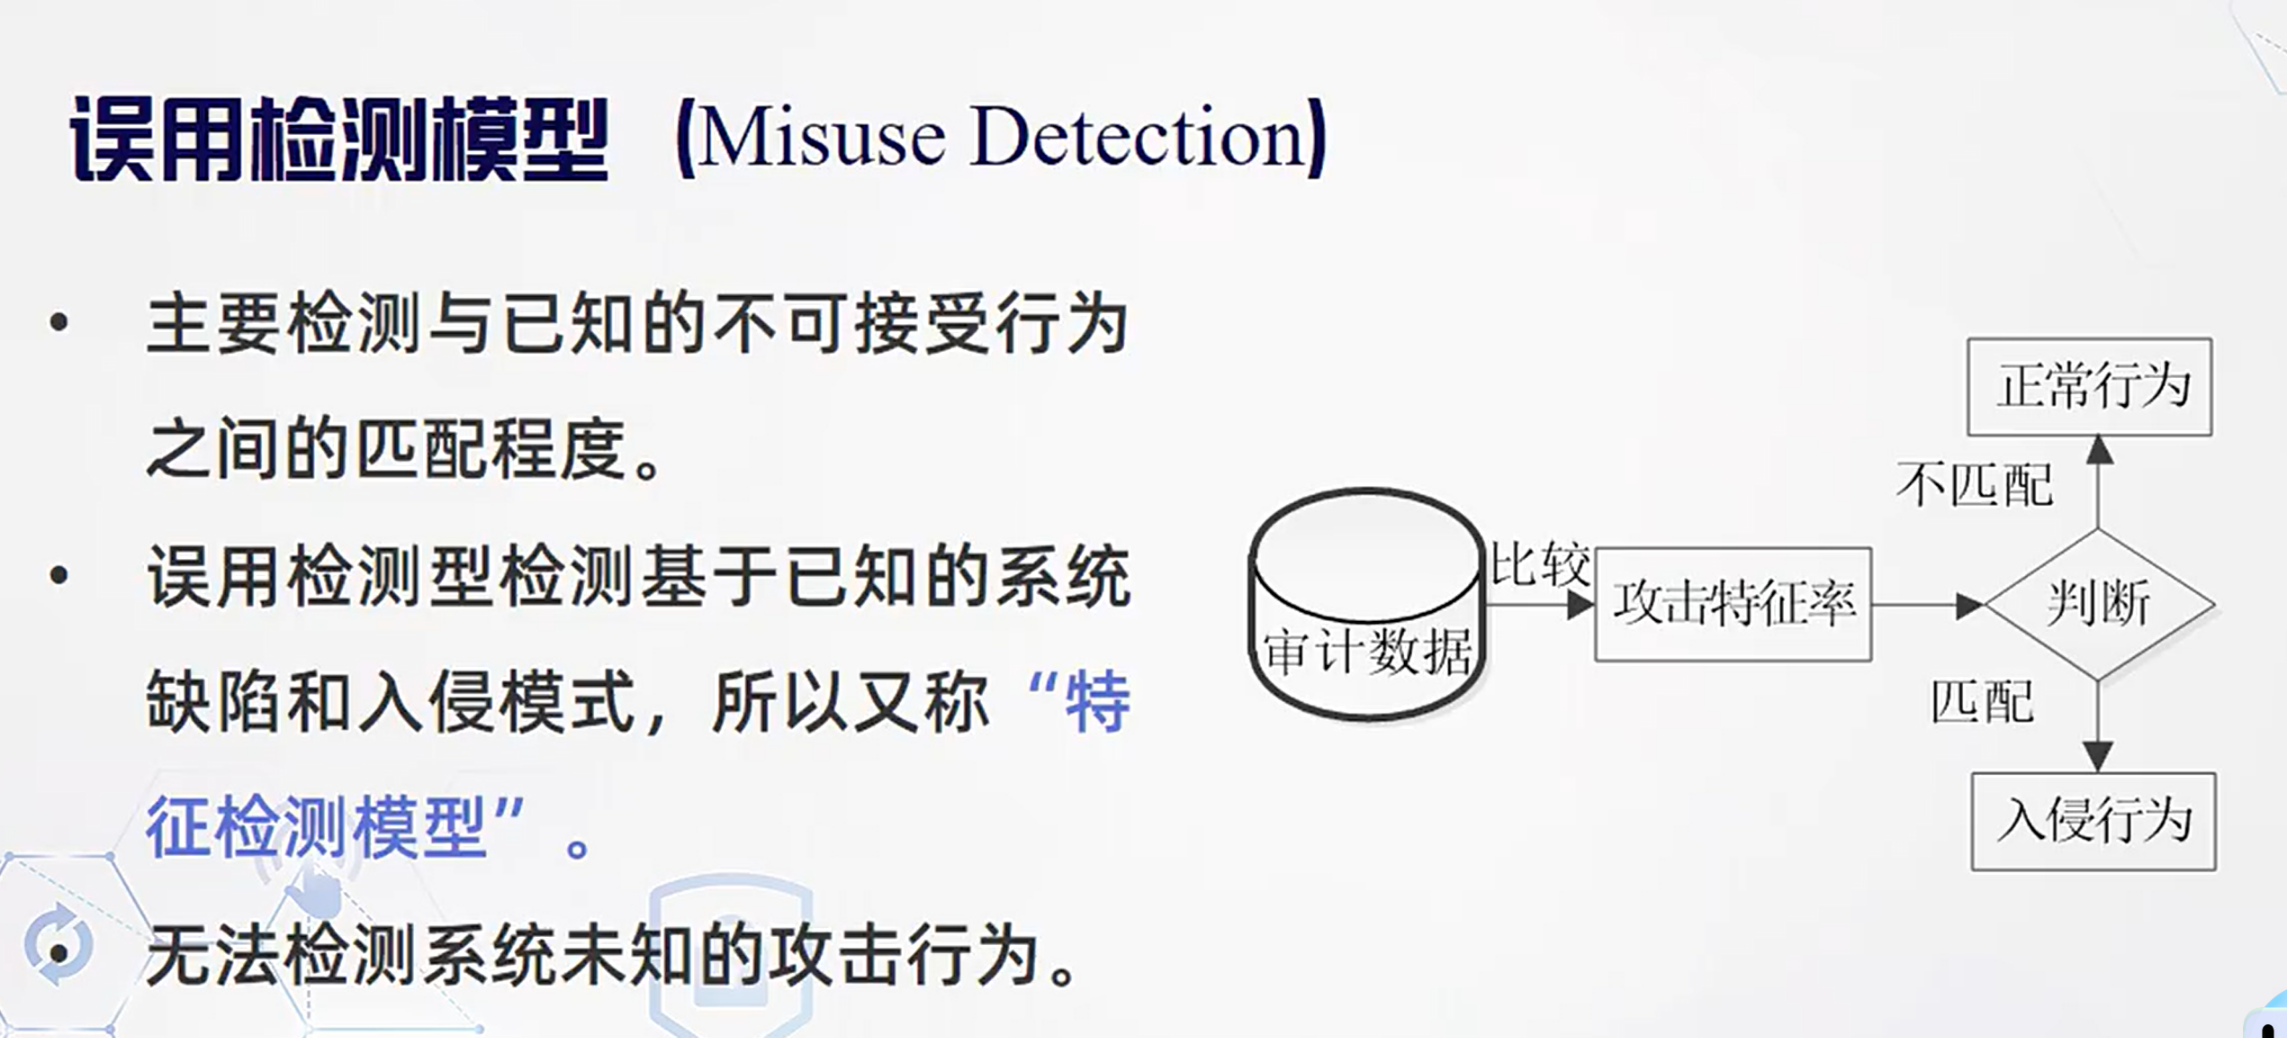 误用检测模型 (Misuse Detection)
• 主要检测与已知的不可接受行为
之间的匹配程度。
• 误用检测型检测基于已知的系统
缺陷和入侵模式，所以又称“特
征检测模型”。
• 无法检测系统未知的攻击行为。
正常行为
不匹配
比较
审计数据
攻击特征率
判断
匹配
入侵行为